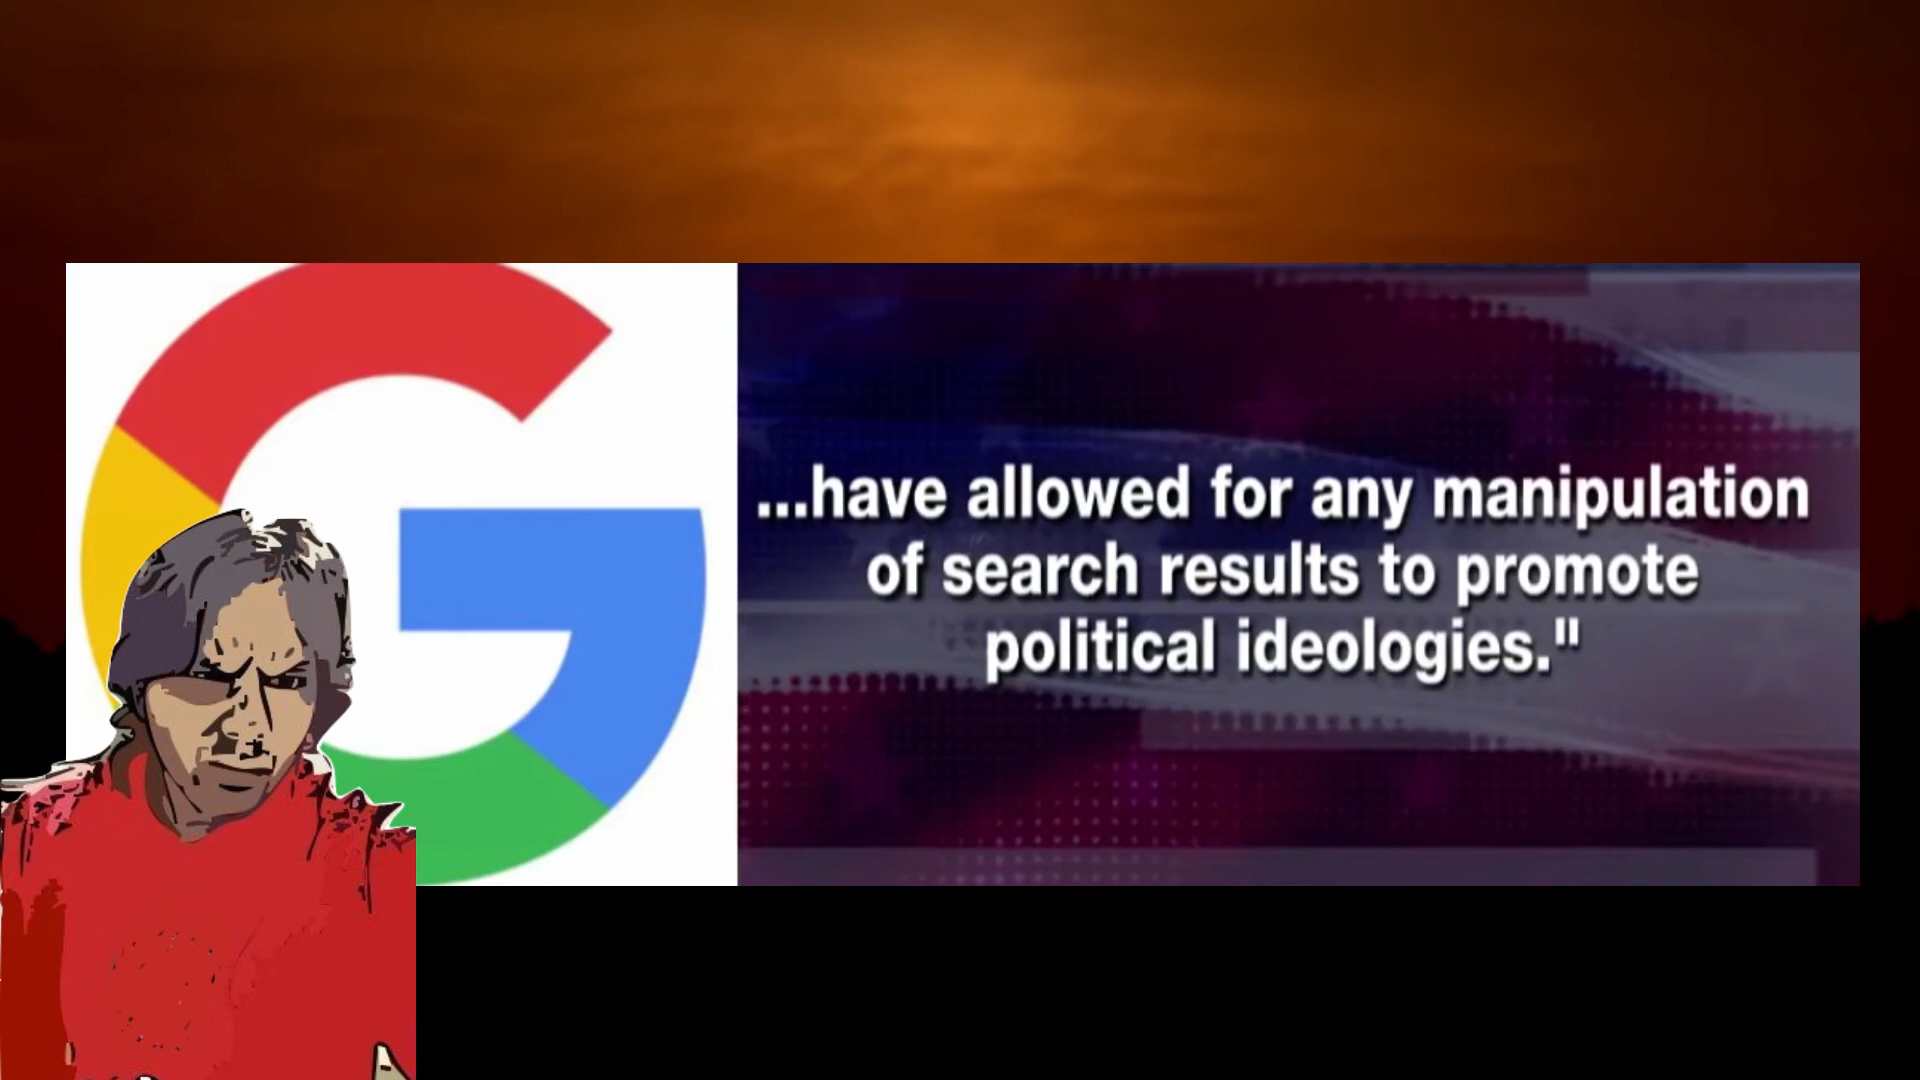 ...have allowed for any manipulation
of search results to promote
political ideologies."